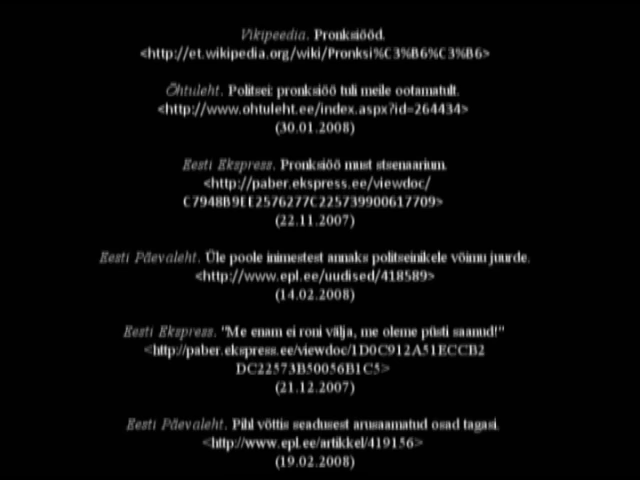 Vikipeedia. Pronksiööd.
<http://et.wikipedia.org/wiki/Pronksi%C3%B6%C3%B6>
Õhtuleht. Politsei: pronksiöö tuli meile ootamatult.
<http://www.ohtuleht.ee/index.aspx?id=264434>
(30.01.2008)
Eesti Ekspress. Pronksiöö must stsenaarium.
<http://paber.ekspress.ee/viewdoc/
C7948B9EE2576277C225739900617709>
(22.11.2007)
Eesti Päevaleht. Üle poole inimestest annaks politseinikele võimu juurde.
<http://www.epl.ee/uudised/418589>
(14.02.2008)
Eesti Ekspress. "Me enam ei roni välja, me oleme püsti saanud!"
<http://paber.ekspress.ee/viewdoc/1D0C912A51ECCB2
DC22573B50056B1C5>
(21.12.2007)
Eesti Päevaleht. Pihl võttis seadusest arusaamatud osad tagasi.
<http://www.epl.ee/artikkel/419156>
(19.02.2008)